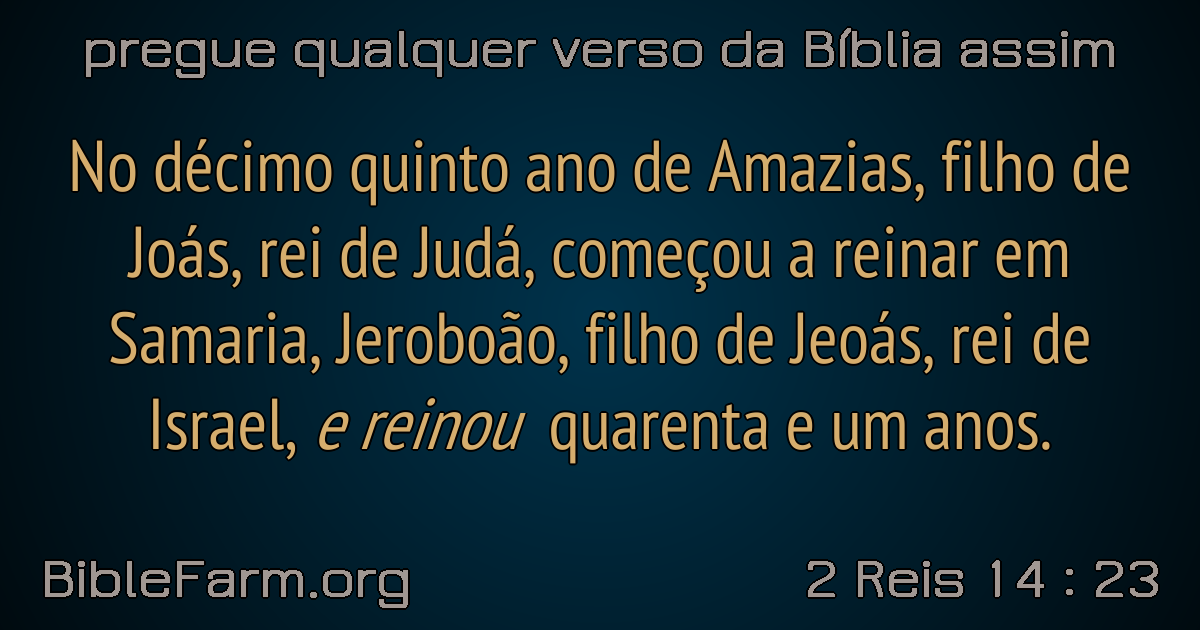 pregue qualquer verso da Bíblia assim
No décimo quinto ano de Amazias, filho de
Joás, rei de Judá, começou a reinar em
Samaria, Jeroboão, filho de Jeoás, rei de
Israel, e reinou quarenta e um anos.
BibleFarm.org
2 Reis 14 : 23